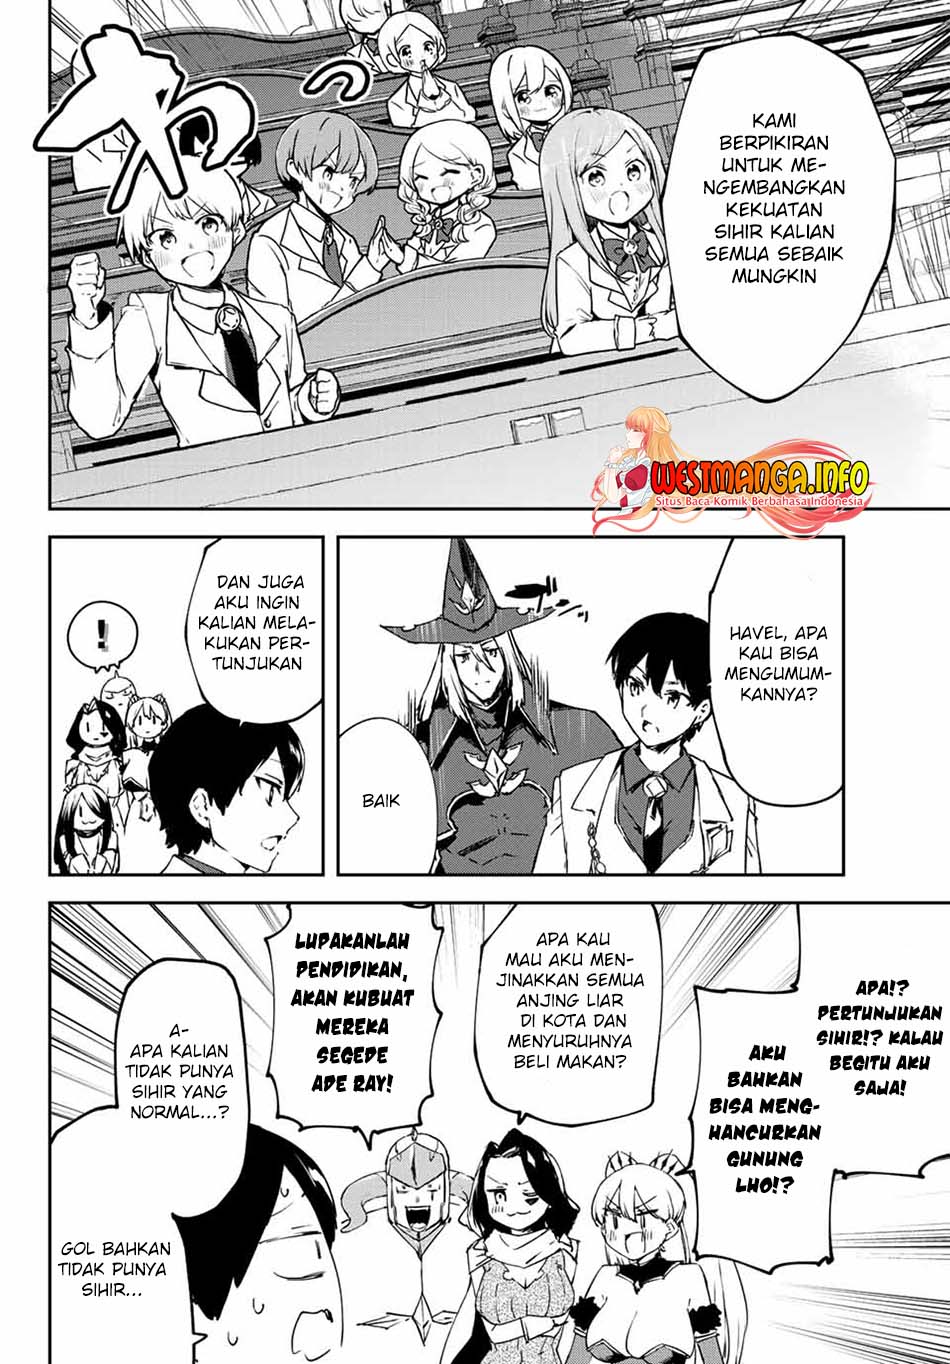 KAMI
BERPIKIRAN
UNTUK ME-
NGEMBANGKAN
KEKUATAN
SIHIR KALIAN
SEMUA SEBAIK
MUNGKIN
わっ
WESTMANGA.INFO
Situs Baca Komik Berbahasa Indonesia
HAVEL, APA
KAU BISA
MENGUMUM-
KANNYA?
BAIK
DAN JUGA
AKU INGIN
KALIAN MELA-
KUKAN PER-
TUNJUKAN
!
APA!?
PERTUNJUKAN
SIHIR!? KALAU
BEGITU AKU
SAJA!
AKU
BAHKAN
BISA MENG-
HANCURKAN
GUNUNG
LHO!?
APA KAU
MAU AKU MEN-
JINAKKAN SEMUA
ANJING LIAR
DI KOTA DAN
MENYURUHNYA
BELI MAKAN?
LUPAKANLAH
PENDIDIKAN,
AKAN KUBUAT
MEREKA
SEGEDE
ADE RAY!
A-
APA KALIAN
TIDAK PUNYA
SIHIR YANG
NORMAL...?
GOL BAHKAN
TIDAK PUNYA
SIHIR...